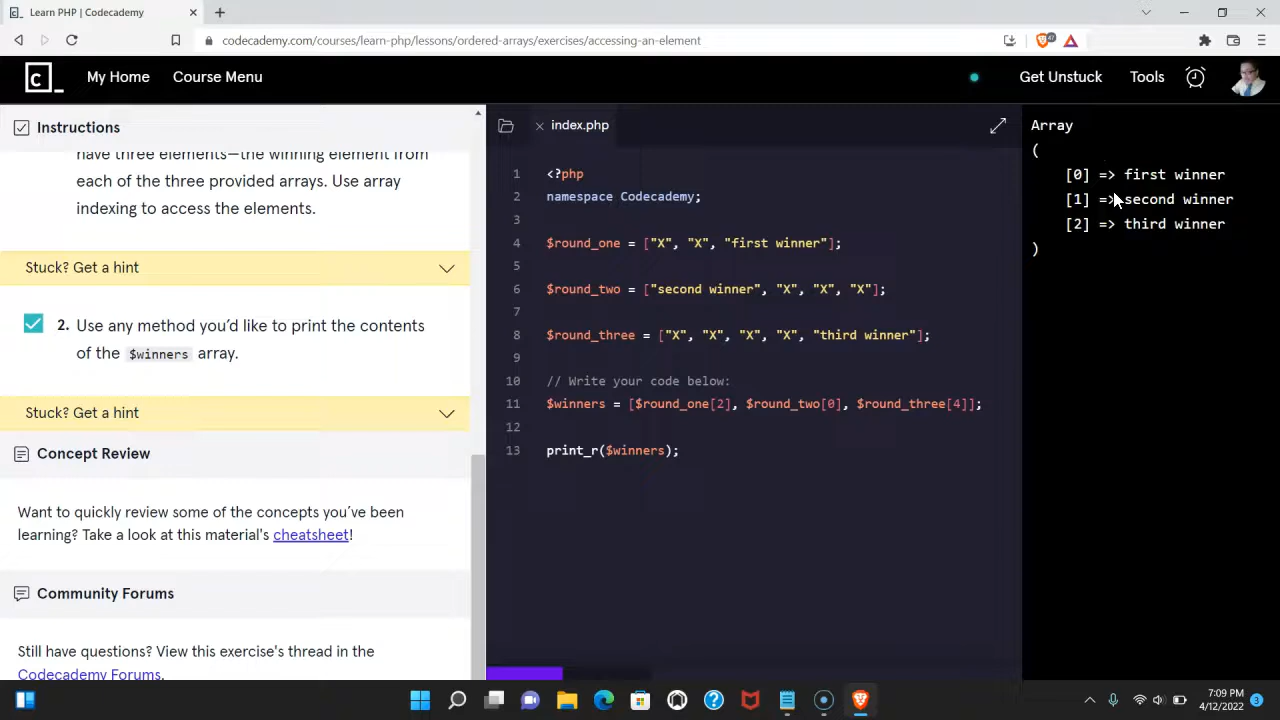 Learn PHP | Codecademy
codecademy.com/courses/learn-php/lessons/ordered-arrays/exercises/accessing-an-element
47
C_
My Home
Course Menu
Get Unstuck
Tools
Instructions
have three elements—the winning element from
each of the three provided arrays. Use array
indexing to access the elements.
Stuck? Get a hint
2. Use any method you’d like to print the contents
of the $winners array.
Stuck? Get a hint
Concept Review
Want to quickly review some of the concepts you’ve been
learning? Take a look at this material's cheatsheet!
Community Forums
Still have questions? View this exercise's thread in the
Codecademy Forums.
index.php
1 <?php
2 namespace Codecademy;
3
4 $round_one = ["X", "X", "first winner"];
5
6 $round_two = ["second winner", "X", "X", "X"];
7
8 $round_three = ["X", "X", "X", "X", "third winner"];
9
10 // Write your code below:
11 $winners = [$round_one[2], $round_two[0], $round_three[4]];
12
13 print_r($winners);
Array
(
[0] => first winner
[1] => second winner
[2] => third winner
)
7:09 PM
4/12/2022
3